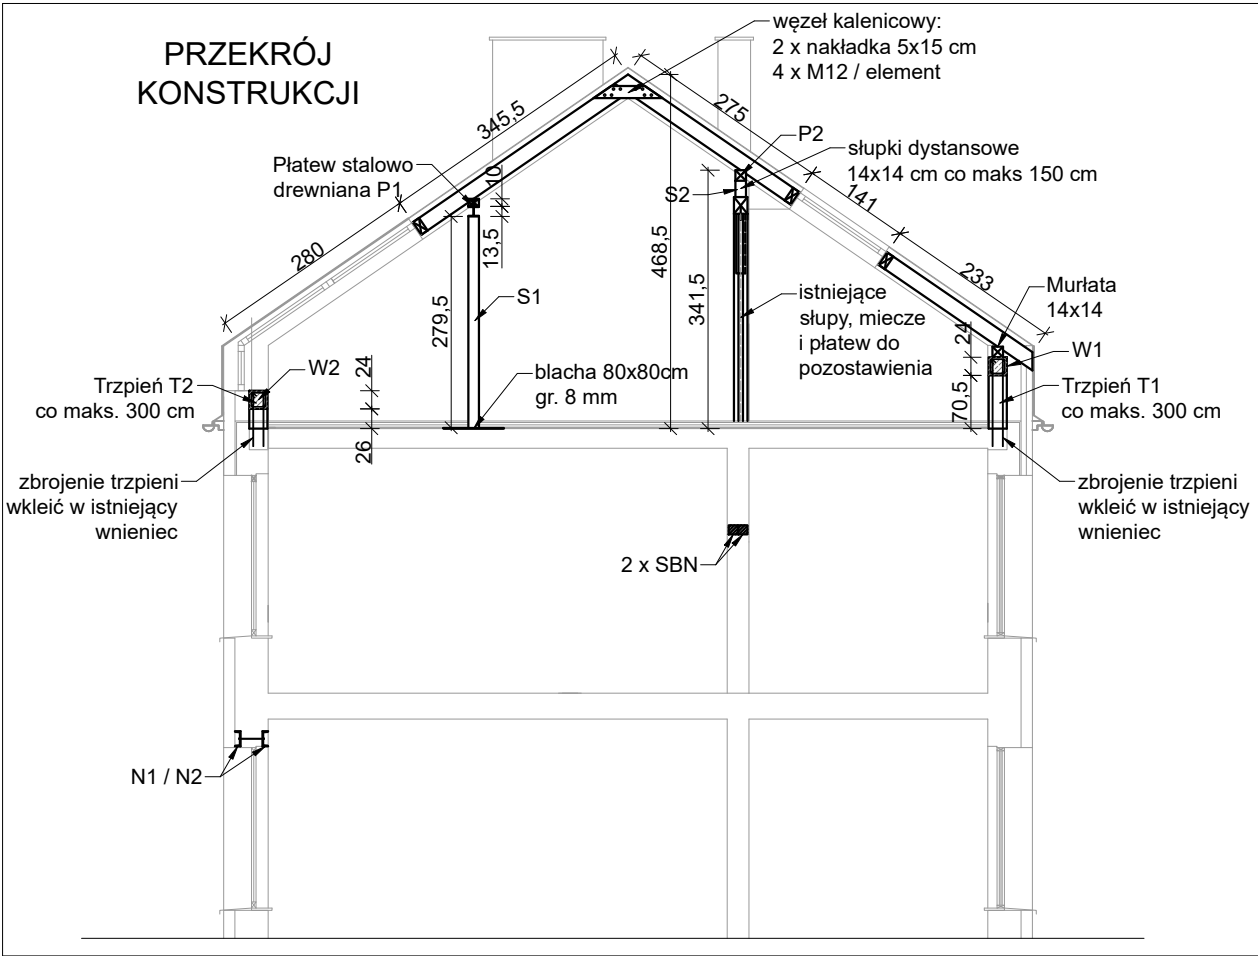 PRZEKRÓJ
KONSTRUKCJI
węzeł kalenicowy:
2 x nakładka 5x15 cm
4 x M12 / element
345,5
275
P2
słupki dystansowe
14x14 cm co maks 150 cm
Płatew stalowo
drewniana P1
10
S2
141
280
13,5
468,5
233
279,5
S1
341,5
istniejące
słupy, miecze
i płatew do
pozostawienia
Murłata
14x14
24
W1
Trzpień T2
co maks. 300 cm
24
W2
26
blacha 80x80cm
gr. 8 mm
70,5
Trzpień T1
co maks. 300 cm
zbrojenie trzpieni
wkleić w istniejący
wnieniec
zbrojenie trzpieni
wkleić w istniejący
wnieniec
2 x SBN
N1 / N2